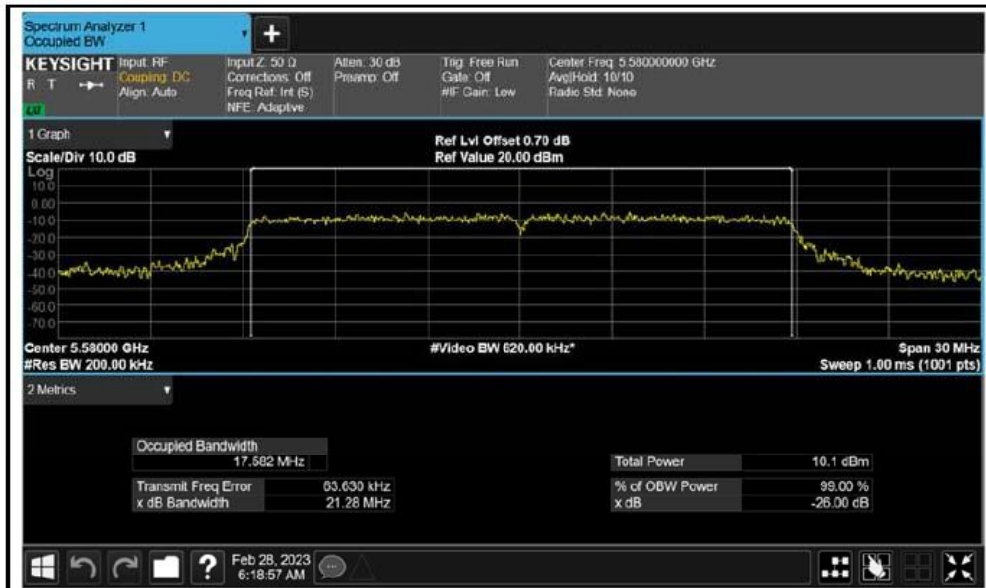 Spectrum Analyzer 1
Occupied BW
KEYSIGHT Input: RF Input Z: 50 Ω Atten: 30 dB Trig: Free Run Center Freq: 5.580000000 GHz
R T Coupling: DC Corrections: Off Preamp: Off Gate: Off Avg|Hold: 10/10
Align: Auto Freq Ref: Int (S) #IF Gain: Low Radio Std: None
NFE: Adaptive
1 Graph
Ref Lvl Offset 0.70 dB
Scale/Div 10.0 dB Ref Value 20.00 dBm
Log
10.0
0.00
-10.0
-20.0
-30.0
-40.0
-50.0
-60.0
-70.0
Center 5.58000 GHz #Video BW 620.00 kHz* Span 30 MHz
#Res BW 200.00 kHz Sweep 1.00 ms (1001 pts)
2 Metrics
Occupied Bandwidth
17.582 MHz Total Power 10.1 dBm
Transmit Freq Error 63.630 kHz % of OBW Power 99.00 %
x dB Bandwidth 21.28 MHz x dB -26.00 dB
?
Feb 28, 2023
6:18:57 AM